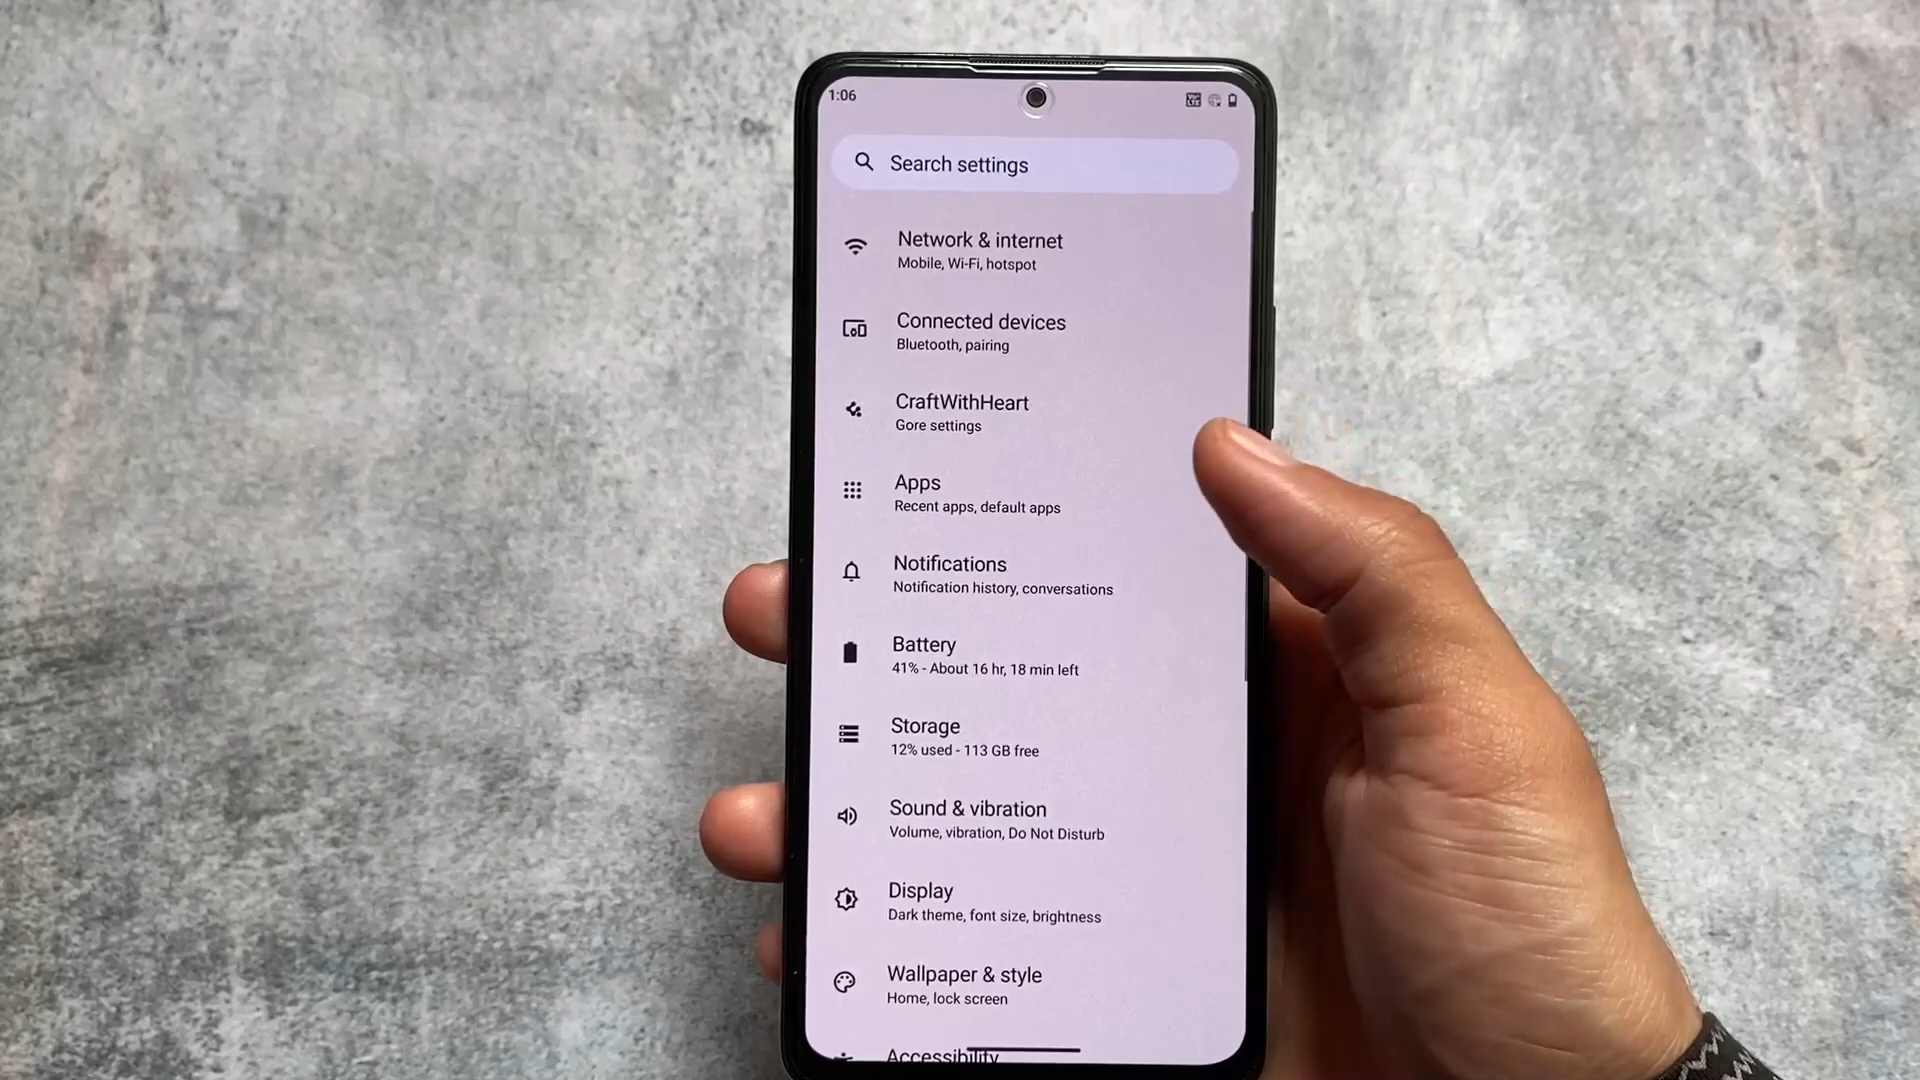 1:06
Search settings
Network & internet
Mobile, Wi-Fi, hotspot
Connected devices
Bluetooth, pairing
CraftWithHeart
Gore settings
Apps
Recent apps, default apps
Notifications
Notification history, conversations
Battery
41% - About 16 hr, 18 min left
Storage
12% used - 113 GB free
Sound & vibration
Volume, vibration, Do Not Disturb
Display
Dark theme, font size, brightness
Wallpaper & style
Home, lock screen
Accessibility